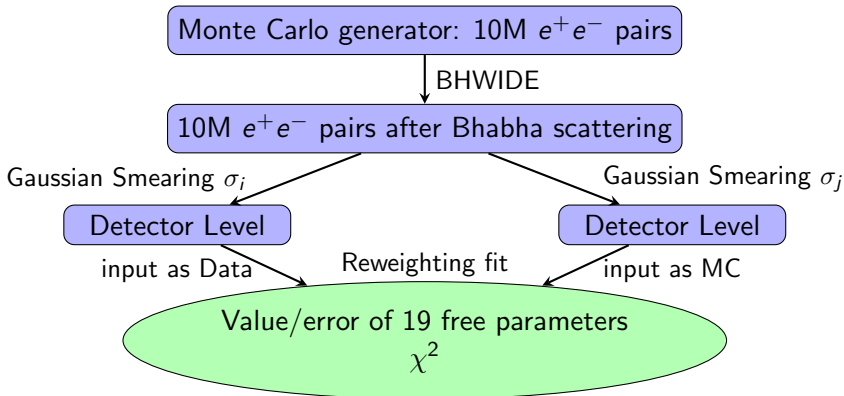 Monte Carlo generator: 10M e⁺e⁻ pairs
BHWIDE
10M e⁺e⁻ pairs after Bhabha scattering
Gaussian Smearing σᵢ
Gaussian Smearing σⱼ
Detector Level
Detector Level
input as Data
Reweighting fit
input as MC
Value/error of 19 free parameters
χ²